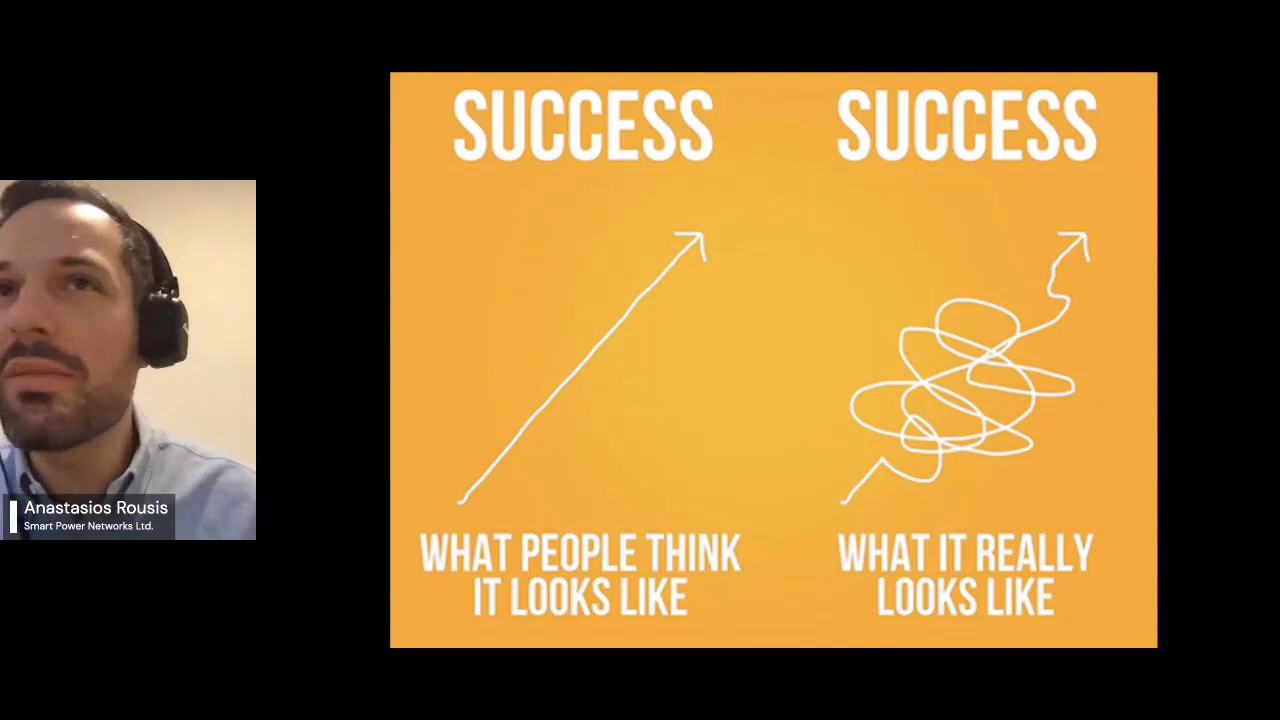 SUCCESS
SUCCESS
WHAT PEOPLE THINK
IT LOOKS LIKE
WHAT IT REALLY
LOOKS LIKE
Anastasios Rousis
Smart Power Networks Ltd.